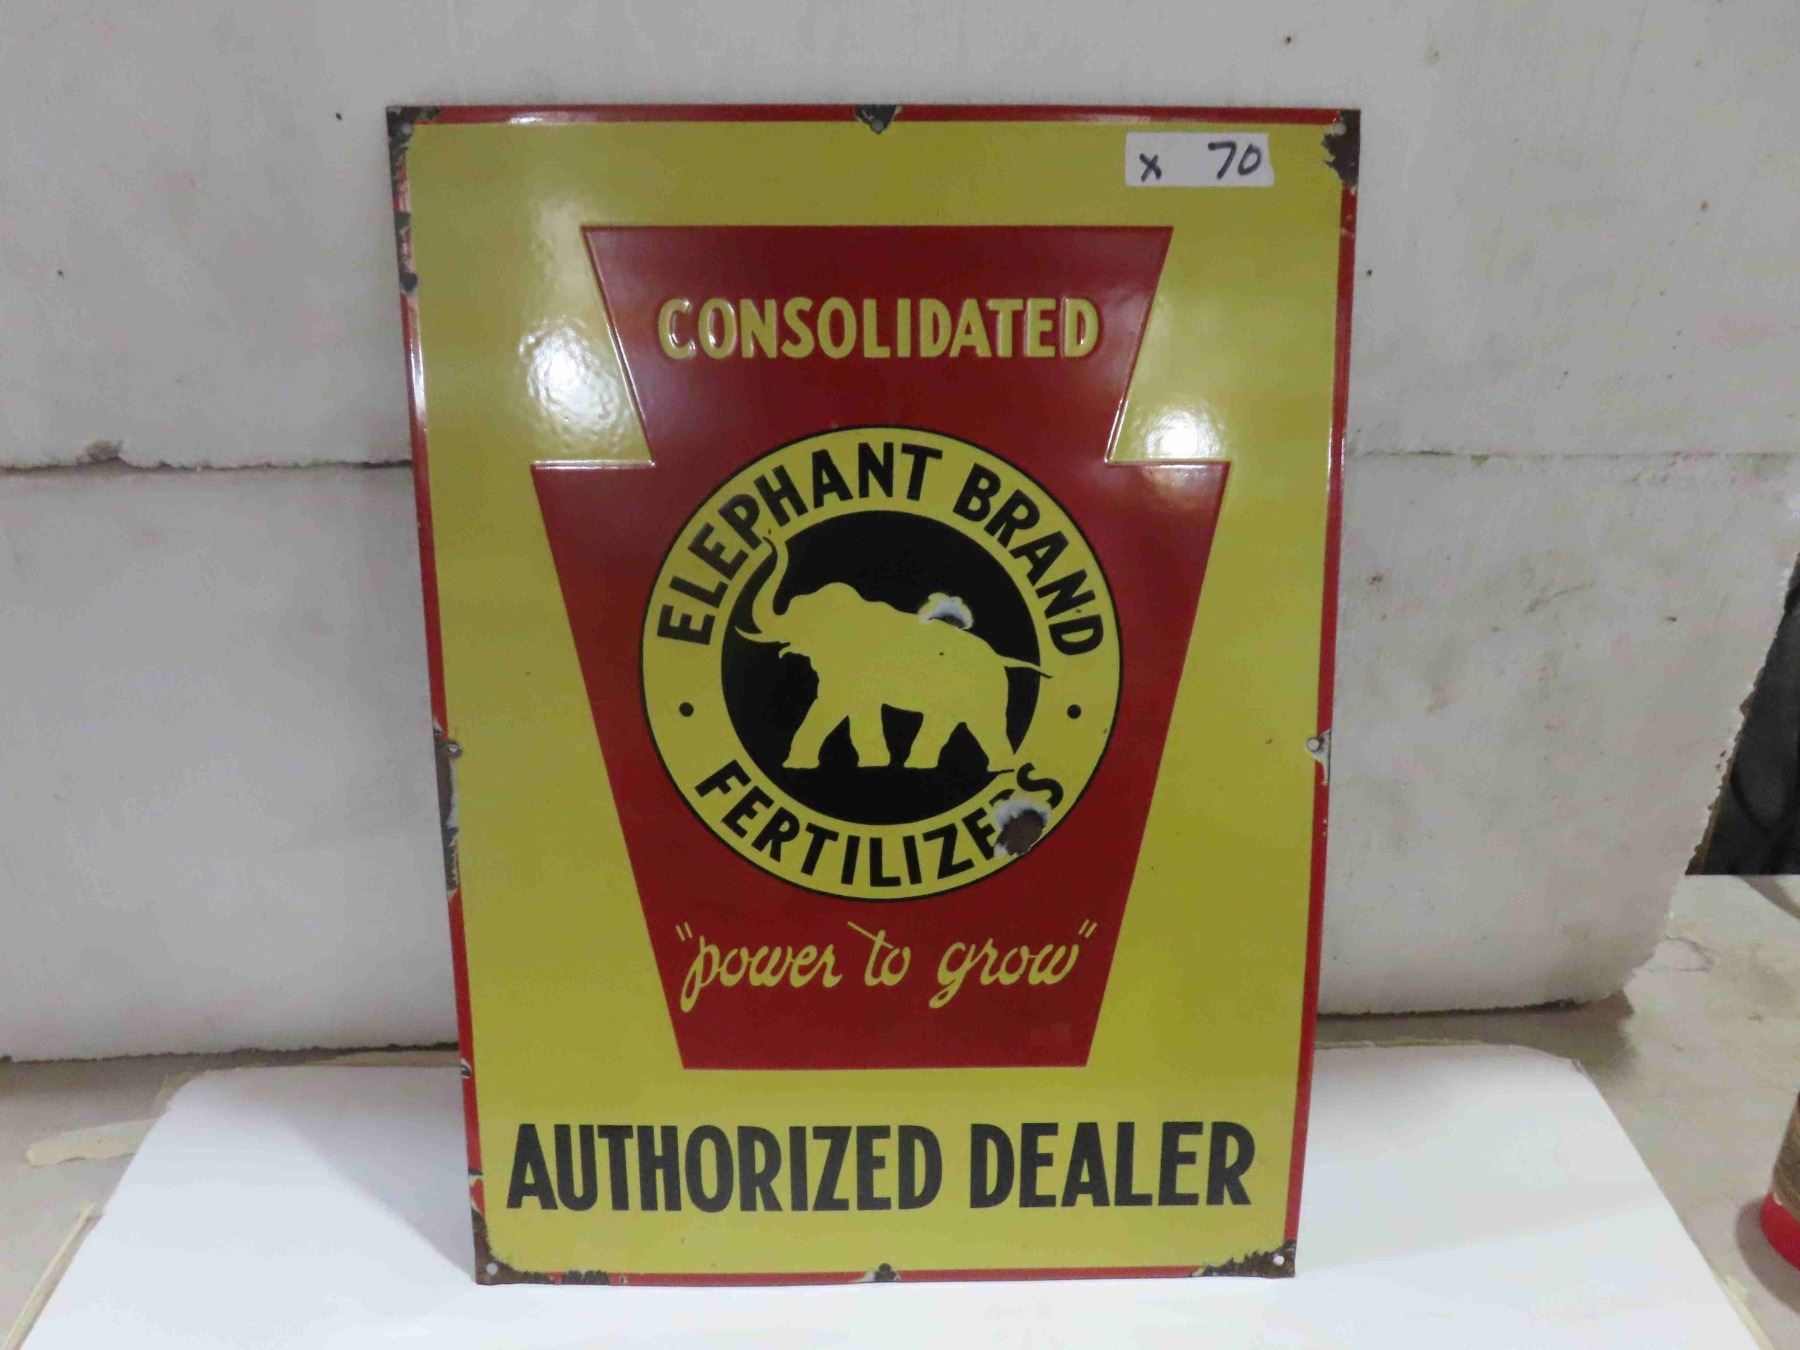 x 70
CONSOLIDATED
ELEPHANT BRAND
FERTILIZERS
"power to grow"
AUTHORIZED DEALER